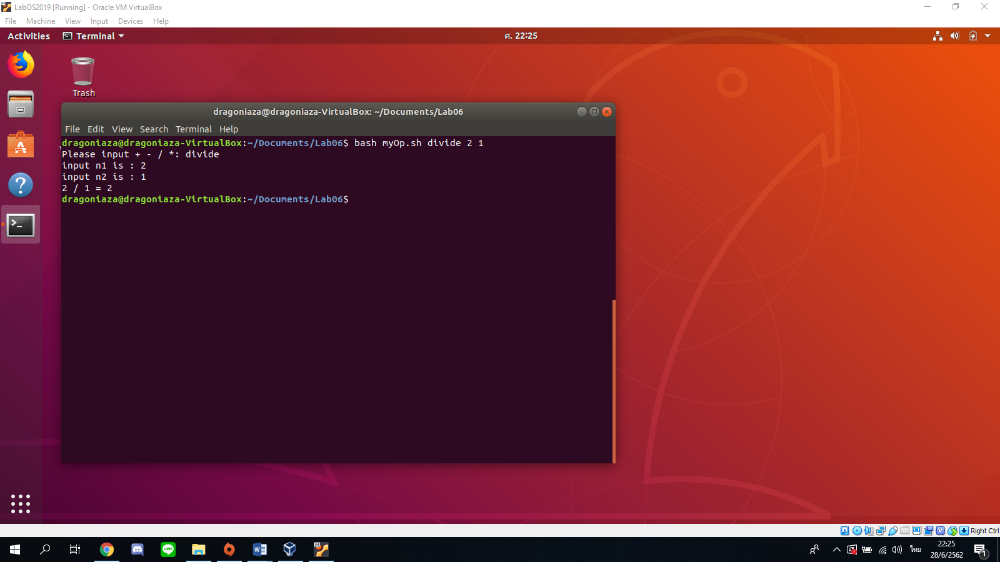 LabOS2019 [Running] - Oracle VM VirtualBox
File Machine View Input Devices Help
Activities Terminal ศ. 22:25
Trash
dragoniaza@dragoniaza-VirtualBox: ~/Documents/Lab06
File Edit View Search Terminal Help
dragoniaza@dragoniaza-VirtualBox:~/Documents/Lab06$ bash myOp.sh divide 2 1
Please input + - / *: divide
input n1 is : 2
input n2 is : 1
2 / 1 = 2
dragoniaza@dragoniaza-VirtualBox:~/Documents/Lab06$
Right Ctrl
ไทย
22:25
28/6/2562
1